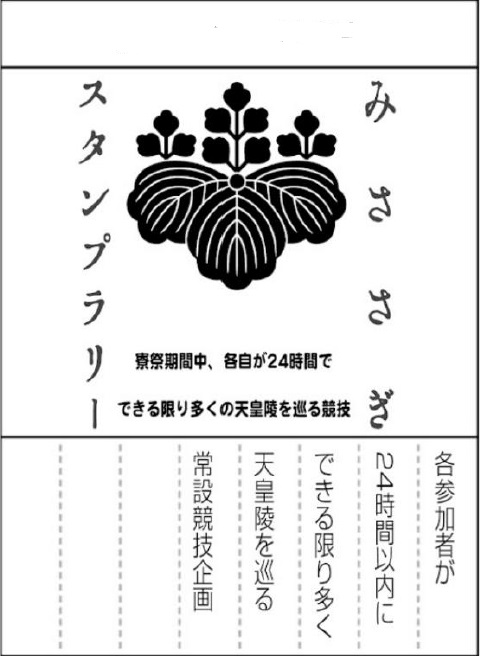 みささぎ
スタンプラリー
寮祭期間中、各自が24時間で
できる限り多くの天皇陵を巡る競技
各参加者が
24時間以内に
できる限り多く
天皇陵を巡る
常設競技企画